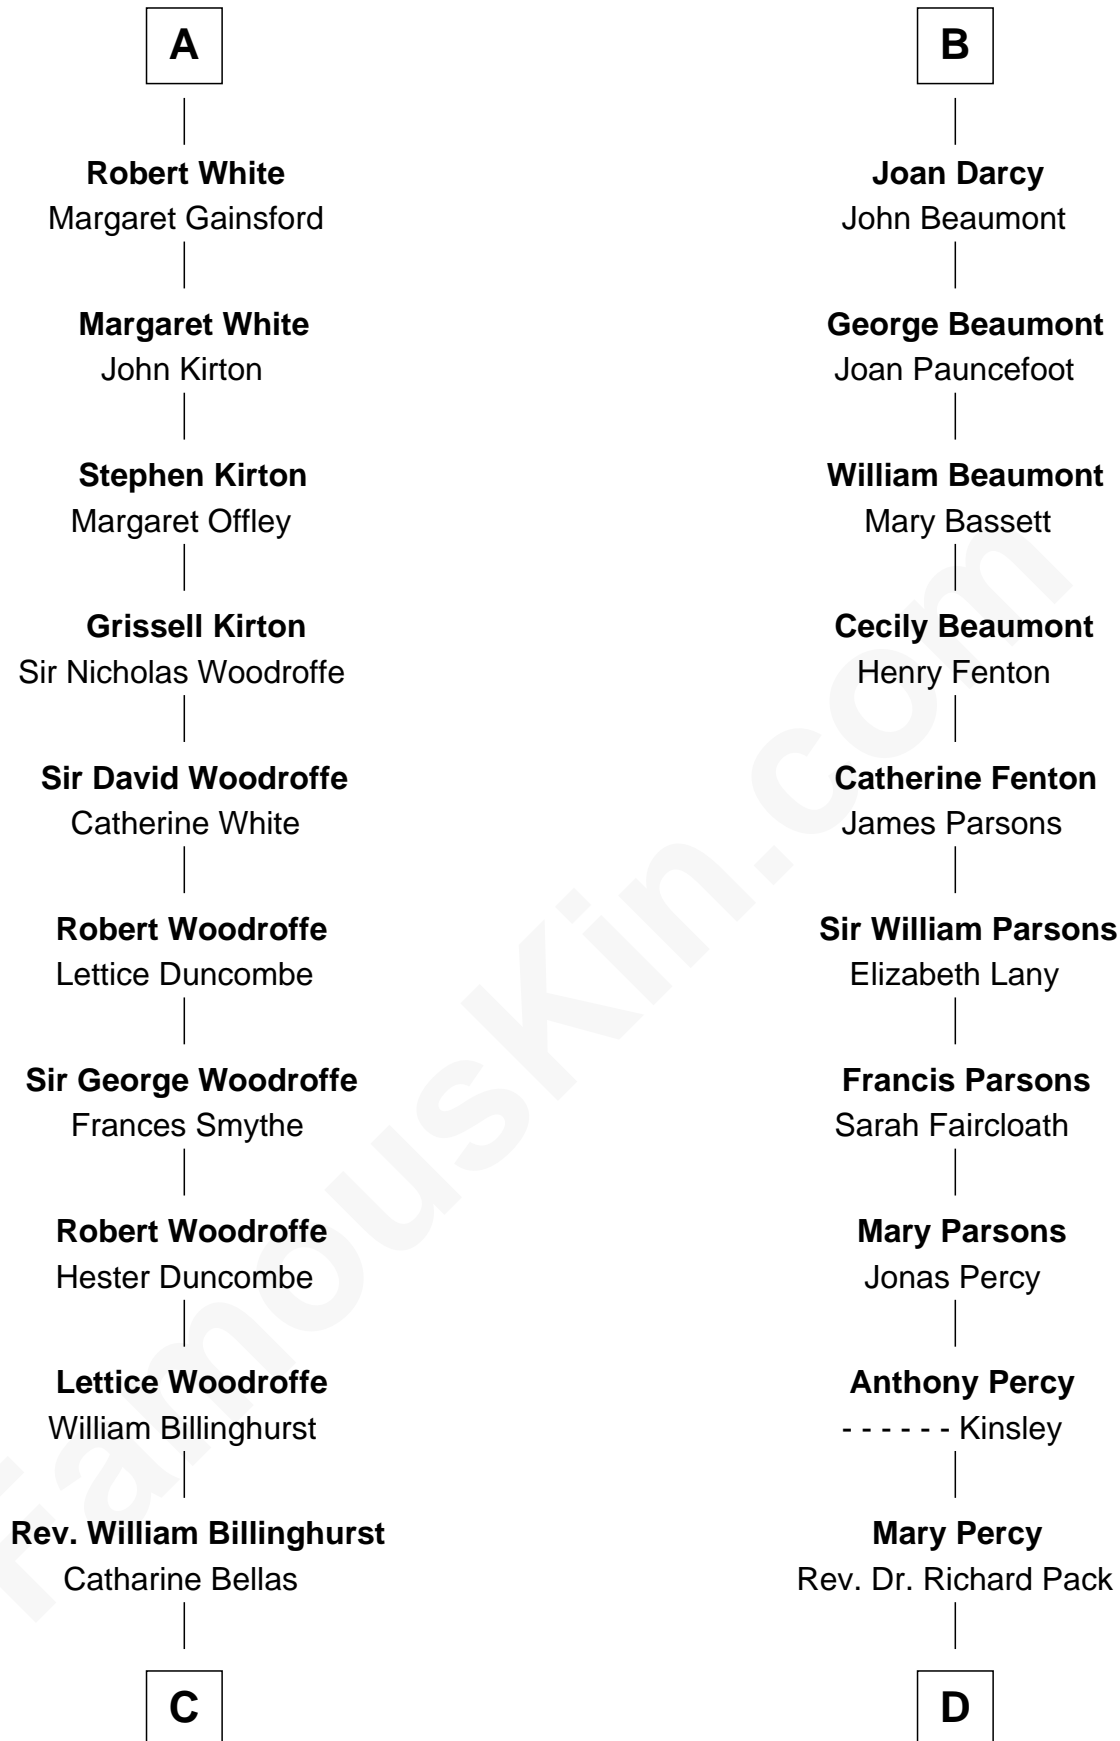 A
Robert White
Margaret Gainsford
Margaret White
John Kirton
Stephen Kirton
Margaret Offley
Grissell Kirton
Sir Nicholas Woodroffe
Sir David Woodroffe
Catherine White
Robert Woodroffe
Lettice Duncombe
Sir George Woodroffe
Frances Smythe
Robert Woodroffe
Hester Duncombe
Lettice Woodroffe
William Billinghurst
Rev. William Billinghurst
Catharine Bellas
C
B
Joan Darcy
John Beaumont
George Beaumont
Joan Pauncefoot
William Beaumont
Mary Bassett
Cecily Beaumont
Henry Fenton
Catherine Fenton
James Parsons
Sir William Parsons
Elizabeth Lany
Francis Parsons
Sarah Faircloath
Mary Parsons
Jonas Percy
Anthony Percy
- - - - - - Kinsley
Mary Percy
Rev. Dr. Richard Pack
D
FamousKin.com